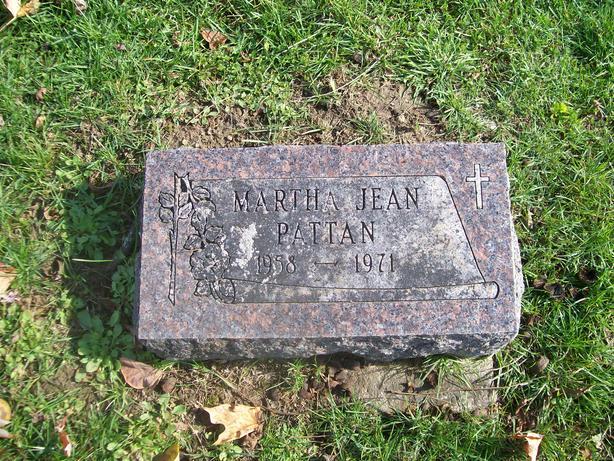 MARTHA JEAN
PATTAN
1958 — 1971